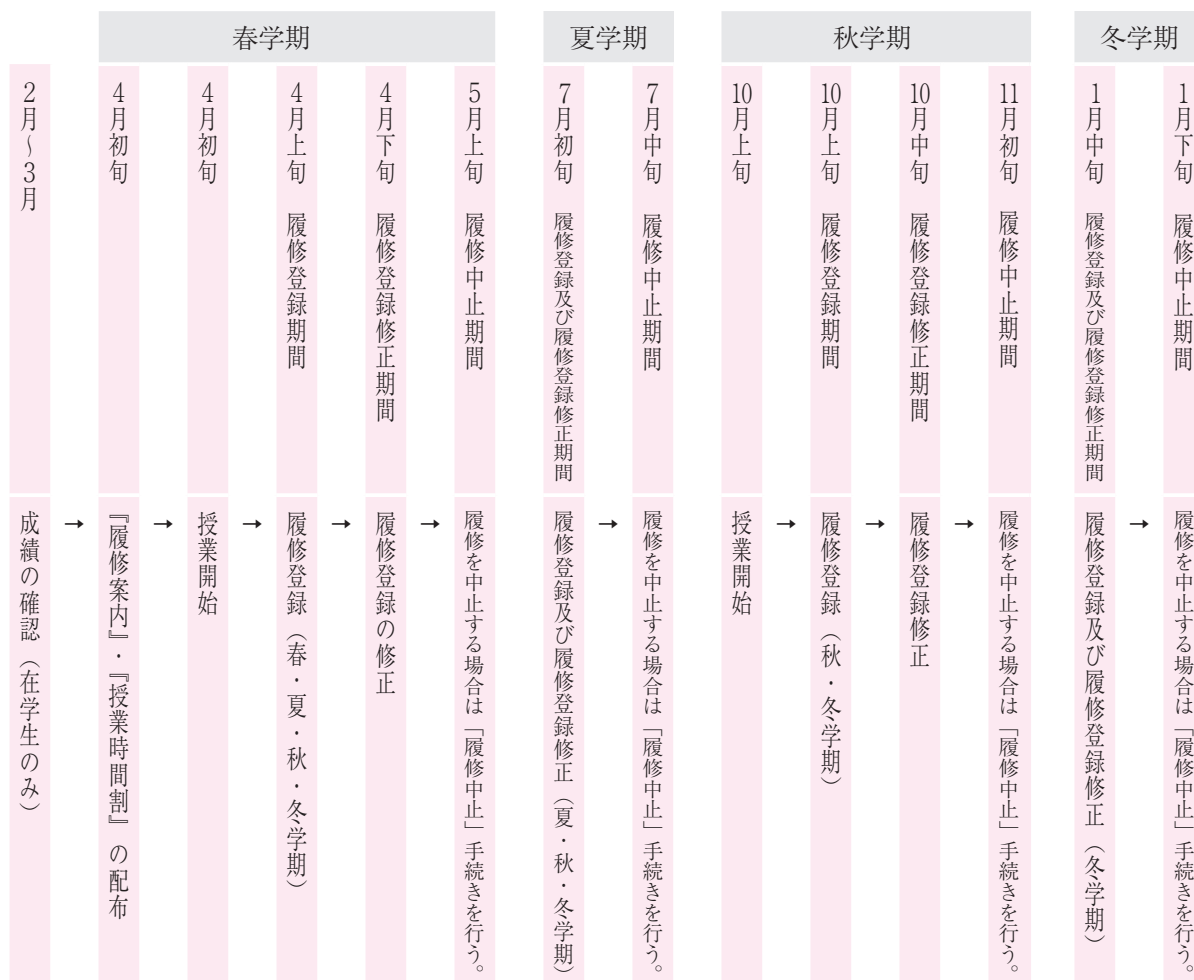 春学期
夏学期
秋学期
冬学期
2月~3月
成績の確認(在学生のみ)
→
4月初旬
『履修案内』・『授業時間割』の配布
→
4月初旬
授業開始
→
4月上旬 履修登録期間
履修登録(春・夏・秋・冬学期)
→
4月下旬 履修登録修正期間
履修登録の修正
→
5月上旬 履修中止期間
履修を中止する場合は「履修中止」手続きを行う。
7月初旬 履修登録及び履修登録修正期間
履修登録及び履修登録修正(夏・秋・冬学期)
→
7月中旬 履修中止期間
履修を中止する場合は「履修中止」手続きを行う。
10月上旬
授業開始
→
10月上旬 履修登録期間
履修登録(秋・冬学期)
→
10月中旬 履修登録修正期間
履修登録修正
→
11月初旬 履修中止期間
履修を中止する場合は「履修中止」手続きを行う。
1月中旬 履修登録及び履修登録修正期間
履修登録及び履修登録修正(冬学期)
→
1月下旬 履修中止期間
履修を中止する場合は「履修中止」手続きを行う。